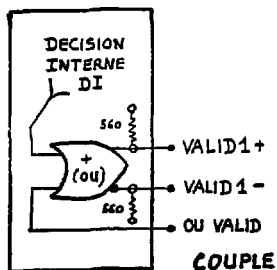 DECISION
INTERNE
DI
560
+
(OU)
VALID1+
VALID1-
560
OU VALID
COUPLE